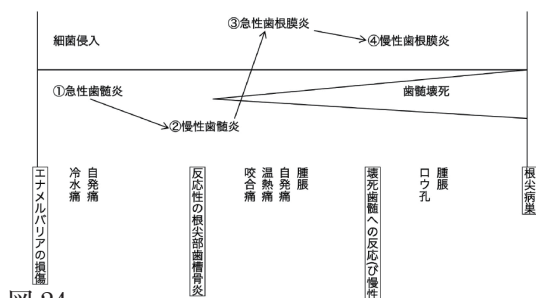 ③急性歯根膜炎
細菌侵入
④慢性歯根膜炎
①急性歯髄炎
歯髄壊死
②慢性歯髄炎
エナメルバリアの損傷
冷水痛
自発痛
反応性の根尖部歯槽骨炎
咬合痛
温熱痛
自発痛
腫脹
壊死歯髄への反応(び慢性
ロウ孔
腫脹
根尖病巣